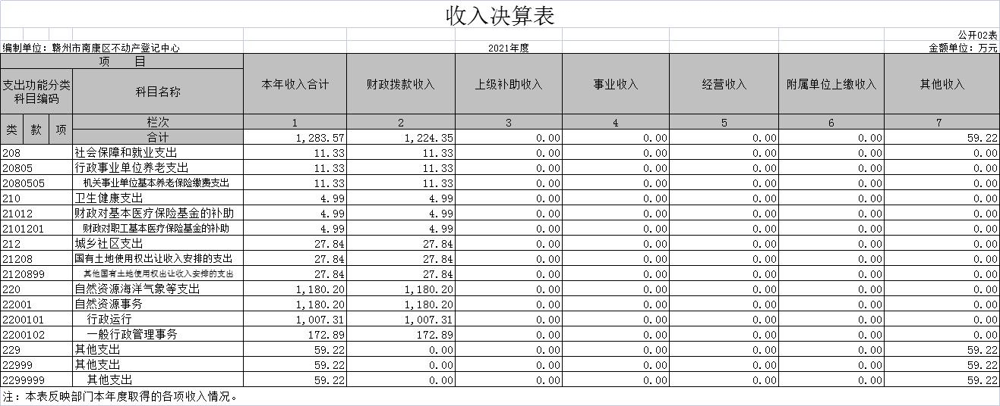 收入决算表
公开02表
编制单位：赣州市南康区不动产登记中心 2021年度 金额单位：万元
项 目 本年收入合计 财政拨款收入 上级补助收入 事业收入 经营收入 附属单位上缴收入 其他收入
支出功能分类科目编码 科目名称
类 款 项 栏次 1 2 3 4 5 6 7
合计 1,283.57 1,224.35 0.00 0.00 0.00 0.00 59.22
208 社会保障和就业支出 11.33 11.33 0.00 0.00 0.00 0.00 0.00
20805 行政事业单位养老支出 11.33 11.33 0.00 0.00 0.00 0.00 0.00
2080505 机关事业单位基本养老保险缴费支出 11.33 11.33 0.00 0.00 0.00 0.00 0.00
210 卫生健康支出 4.99 4.99 0.00 0.00 0.00 0.00 0.00
21012 财政对基本医疗保险基金的补助 4.99 4.99 0.00 0.00 0.00 0.00 0.00
2101201 财政对职工基本医疗保险基金的补助 4.99 4.99 0.00 0.00 0.00 0.00 0.00
212 城乡社区支出 27.84 27.84 0.00 0.00 0.00 0.00 0.00
21208 国有土地使用权出让收入安排的支出 27.84 27.84 0.00 0.00 0.00 0.00 0.00
2120899 其他国有土地使用权出让收入安排的支出 27.84 27.84 0.00 0.00 0.00 0.00 0.00
220 自然资源海洋气象等支出 1,180.20 1,180.20 0.00 0.00 0.00 0.00 0.00
22001 自然资源事务 1,180.20 1,180.20 0.00 0.00 0.00 0.00 0.00
2200101 行政运行 1,007.31 1,007.31 0.00 0.00 0.00 0.00 0.00
2200102 一般行政管理事务 172.89 172.89 0.00 0.00 0.00 0.00 0.00
229 其他支出 59.22 0.00 0.00 0.00 0.00 0.00 59.22
22999 其他支出 59.22 0.00 0.00 0.00 0.00 0.00 59.22
2299999 其他支出 59.22 0.00 0.00 0.00 0.00 0.00 59.22
注：本表反映部门本年度取得的各项收入情况。